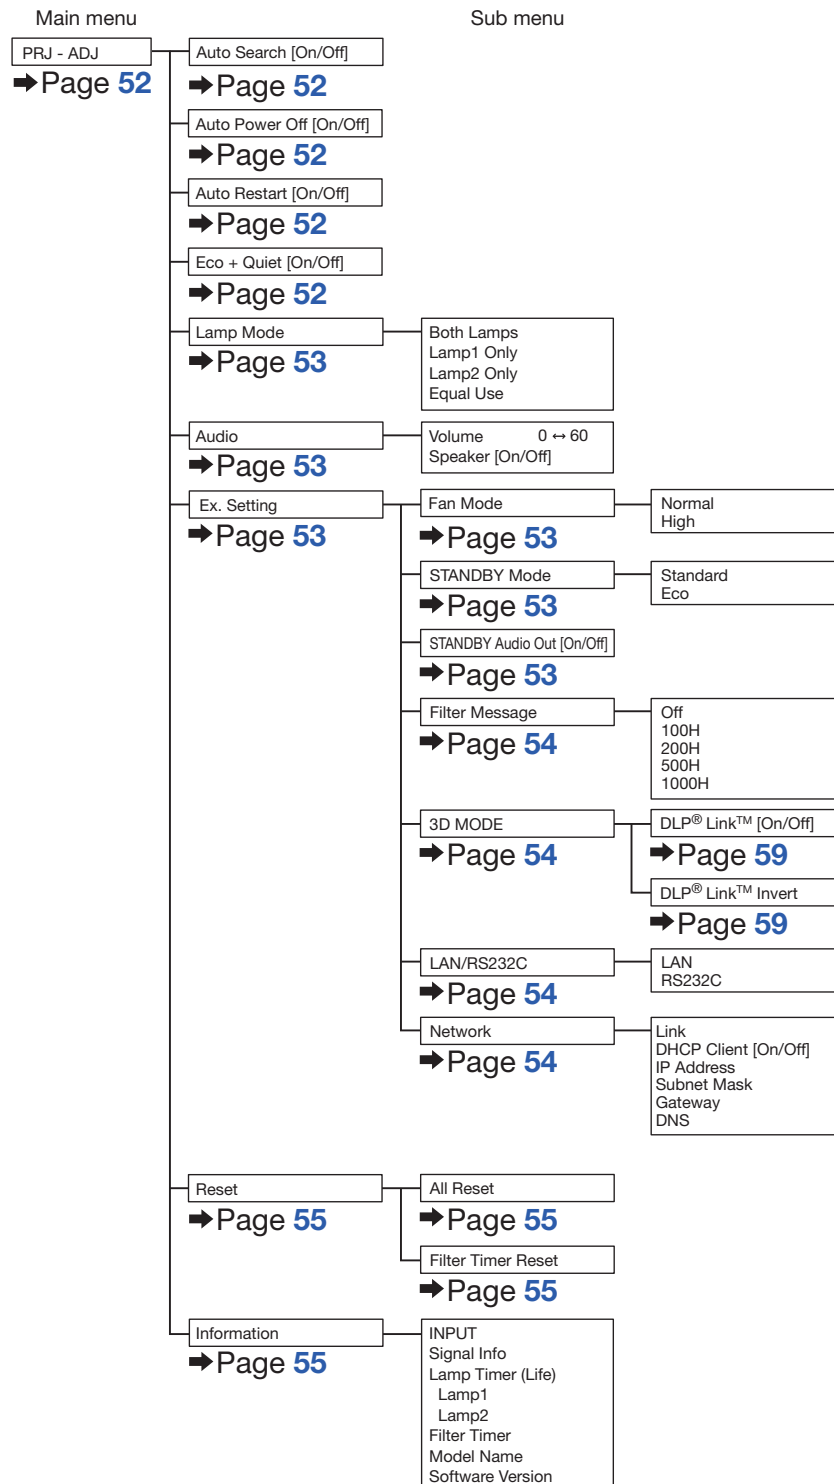 Main menu
Sub menu
PRJ - ADJ
➡Page 52
Auto Search [On/Off]
➡Page 52
Auto Power Off [On/Off]
➡Page 52
Auto Restart [On/Off]
➡Page 52
Eco + Quiet [On/Off]
➡Page 52
Lamp Mode
➡Page 53
Both Lamps
Lamp1 Only
Lamp2 Only
Equal Use
Audio
➡Page 53
Volume 0 ↔ 60
Speaker [On/Off]
Ex. Setting
➡Page 53
Fan Mode
➡Page 53
Normal
High
STANDBY Mode
➡Page 53
Standard
Eco
STANDBY Audio Out [On/Off]
➡Page 53
Filter Message
➡Page 54
Off
100H
200H
500H
1000H
3D MODE
➡Page 54
DLP® Link™ [On/Off]
➡Page 59
DLP® Link™ Invert
➡Page 59
LAN/RS232C
➡Page 54
LAN
RS232C
Network
➡Page 54
Link
DHCP Client [On/Off]
IP Address
Subnet Mask
Gateway
DNS
Reset
➡Page 55
All Reset
➡Page 55
Filter Timer Reset
➡Page 55
Information
➡Page 55
INPUT
Signal Info
Lamp Timer (Life)
Lamp1
Lamp2
Filter Timer
Model Name
Software Version